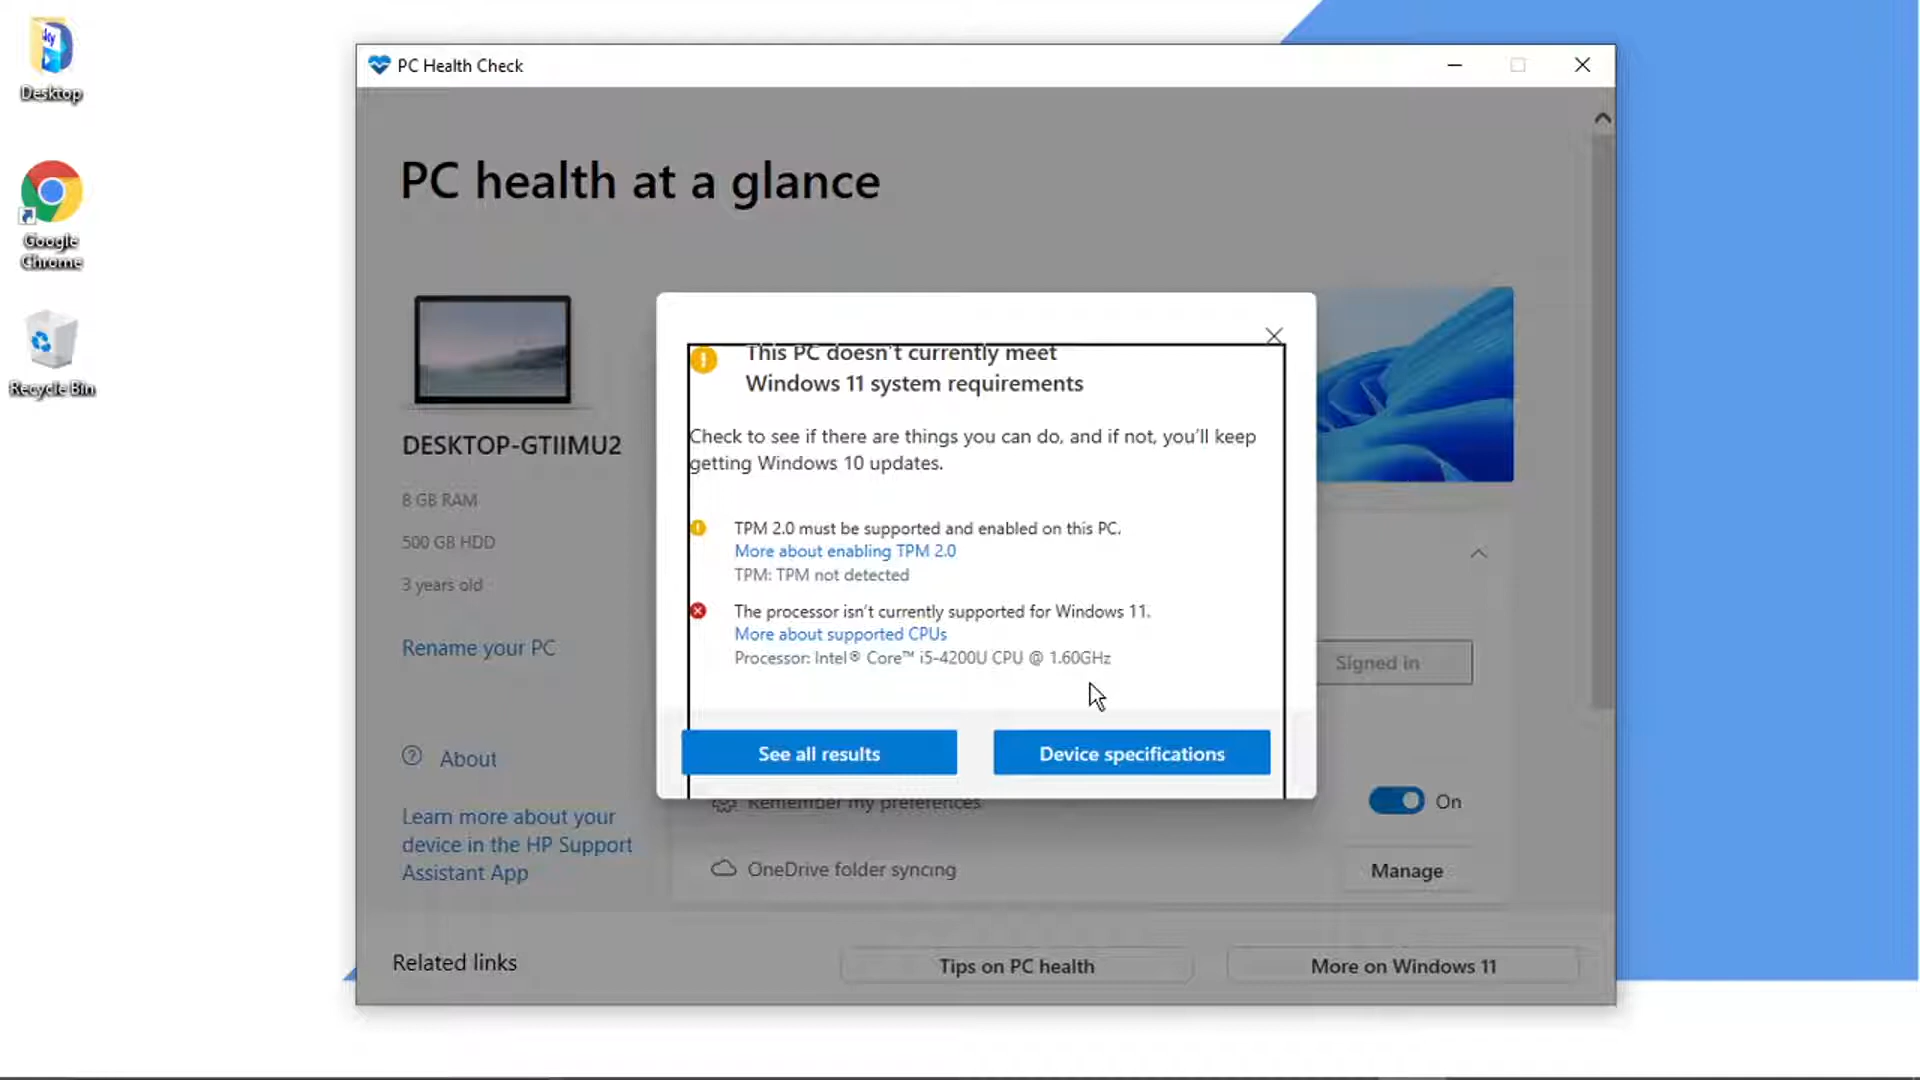 Desktop
Google
Chrome
Recycle Bin
PC Health Check
PC health at a glance
DESKTOP-GTIIMU2
8 GB RAM
500 GB HDD
3 years old
Rename your PC
About
Learn more about your
device in the HP Support
Assistant App
This PC doesn't currently meet
Windows 11 system requirements
Check to see if there are things you can do, and if not, you'll keep
getting Windows 10 updates.
TPM 2.0 must be supported and enabled on this PC.
More about enabling TPM 2.0
TPM: TPM not detected
The processor isn't currently supported for Windows 11.
More about supported CPUs
Processor: Intel® Core™ i5-4200U CPU @ 1.60GHz
See all results
Device specifications
Signed in
Remember my preferences
On
OneDrive folder syncing
Manage
Related links
Tips on PC health
More on Windows 11